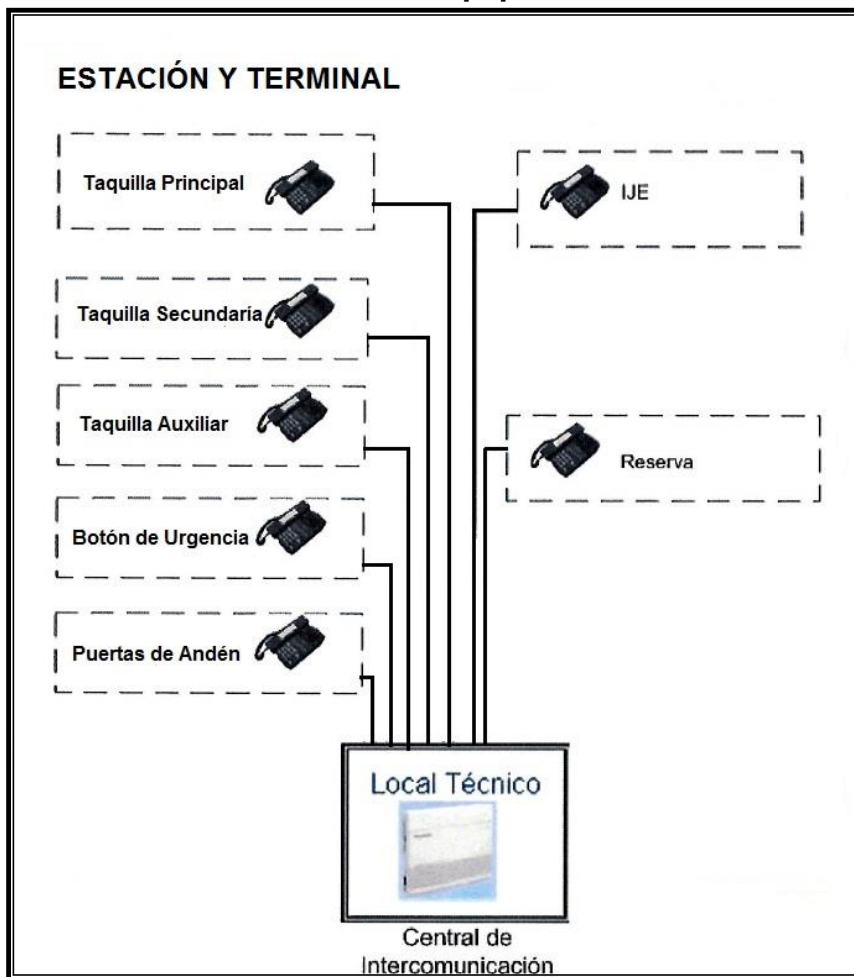 ESTACIÓN Y TERMINAL
Taquilla Principal
IJE
Taquilla Secundaría
Taquilla Auxiliar
Reserva
Botón de Urgencia
Puertas de Andén
Local Técnico
Central de
Intercomunicación